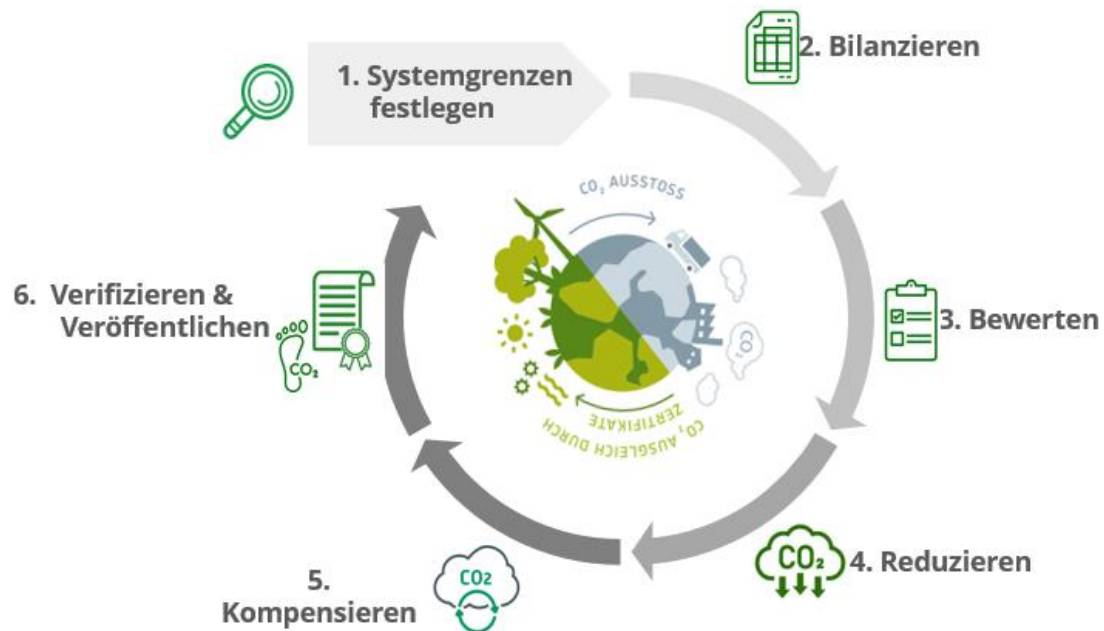 1. Systemgrenzen
festlegen
2. Bilanzieren
3. Bewerten
CO2
4. Reduzieren
CO2
5.
Kompensieren
6. Verifizieren &
Veröffentlichen
CO2
CO2 AUSSTOSS
CO2
CO2 AUSGLEICH DURCH
ZERTIFIKATE